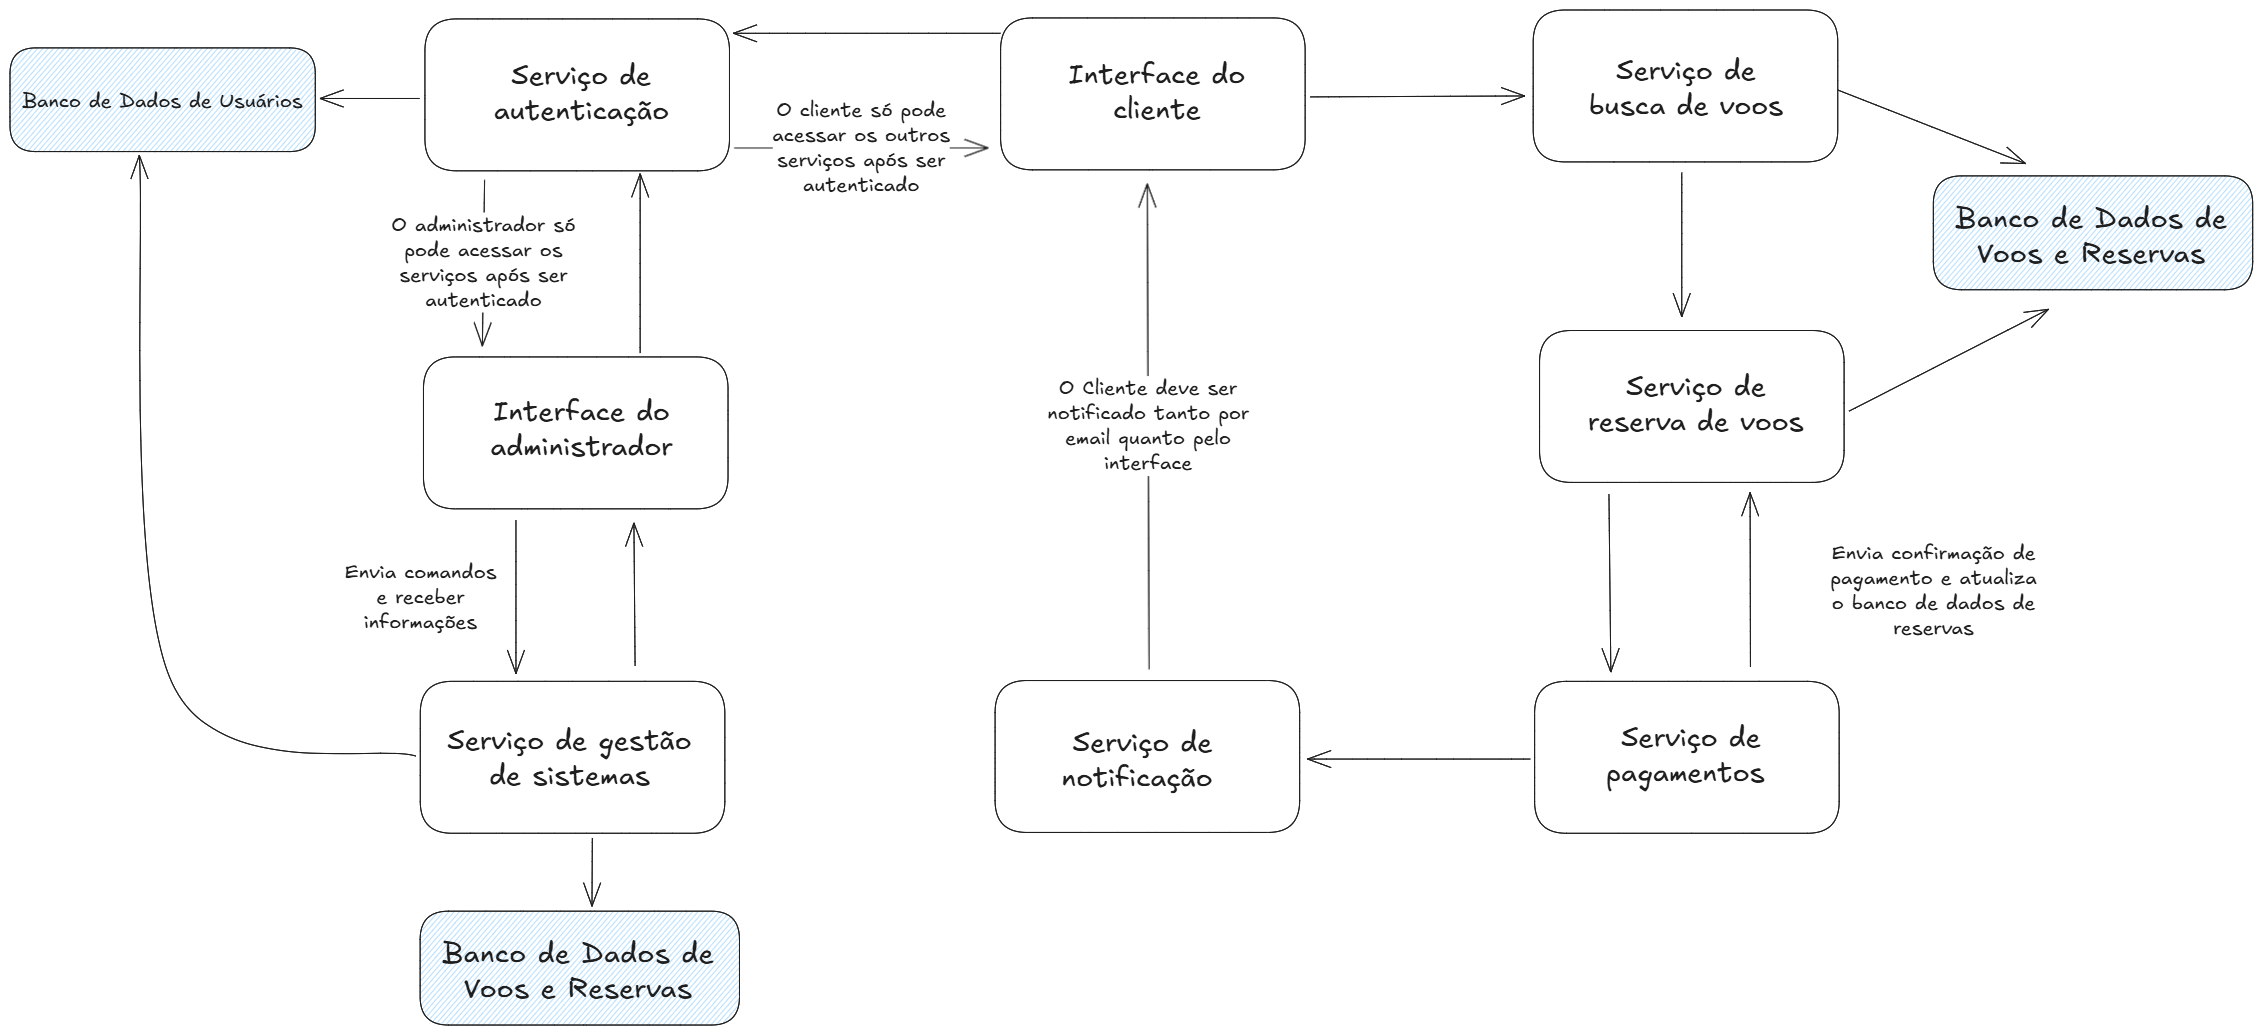 Banco de Dados de Usuários
Serviço de
autenticação
O cliente só pode
acessar os outros
serviços após ser
autenticado
Interface do
cliente
Serviço de
busca de voos
Banco de Dados de
Voos e Reservas
O administrador só
pode acessar os
serviços após ser
autenticado
Interface do
administrador
O Cliente deve ser
notificado tanto por
email quanto pelo
interface
Serviço de
reserva de voos
Envia comandos
e receber
informações
Envia confirmação de
pagamento e atualiza
o banco de dados de
reservas
Serviço de gestão
de sistemas
Serviço de
notificação
Serviço de
pagamentos
Banco de Dados de
Voos e Reservas